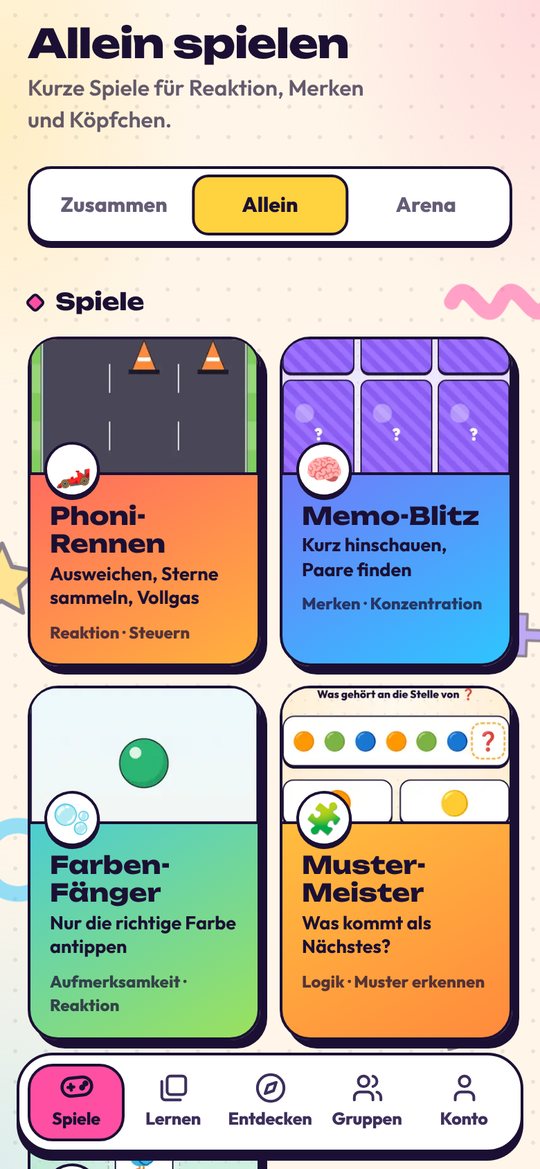 Allein spielen
Kurze Spiele für Reaktion, Merken
und Köpfchen.
Zusammen
Allein
Arena
Spiele
?
?
?
Phoni-
Rennen
Ausweichen, Sterne
sammeln, Vollgas
Reaktion · Steuern
Memo-Blitz
Kurz hinschauen,
Paare finden
Merken · Konzentration
Farben-
Fänger
Nur die richtige Farbe
antippen
Aufmerksamkeit ·
Reaktion
Was gehört an die Stelle von ❓
❓
Muster-
Meister
Was kommt als
Nächstes?
Logik · Muster erkennen
Spiele
Lernen
Entdecken
Gruppen
Konto